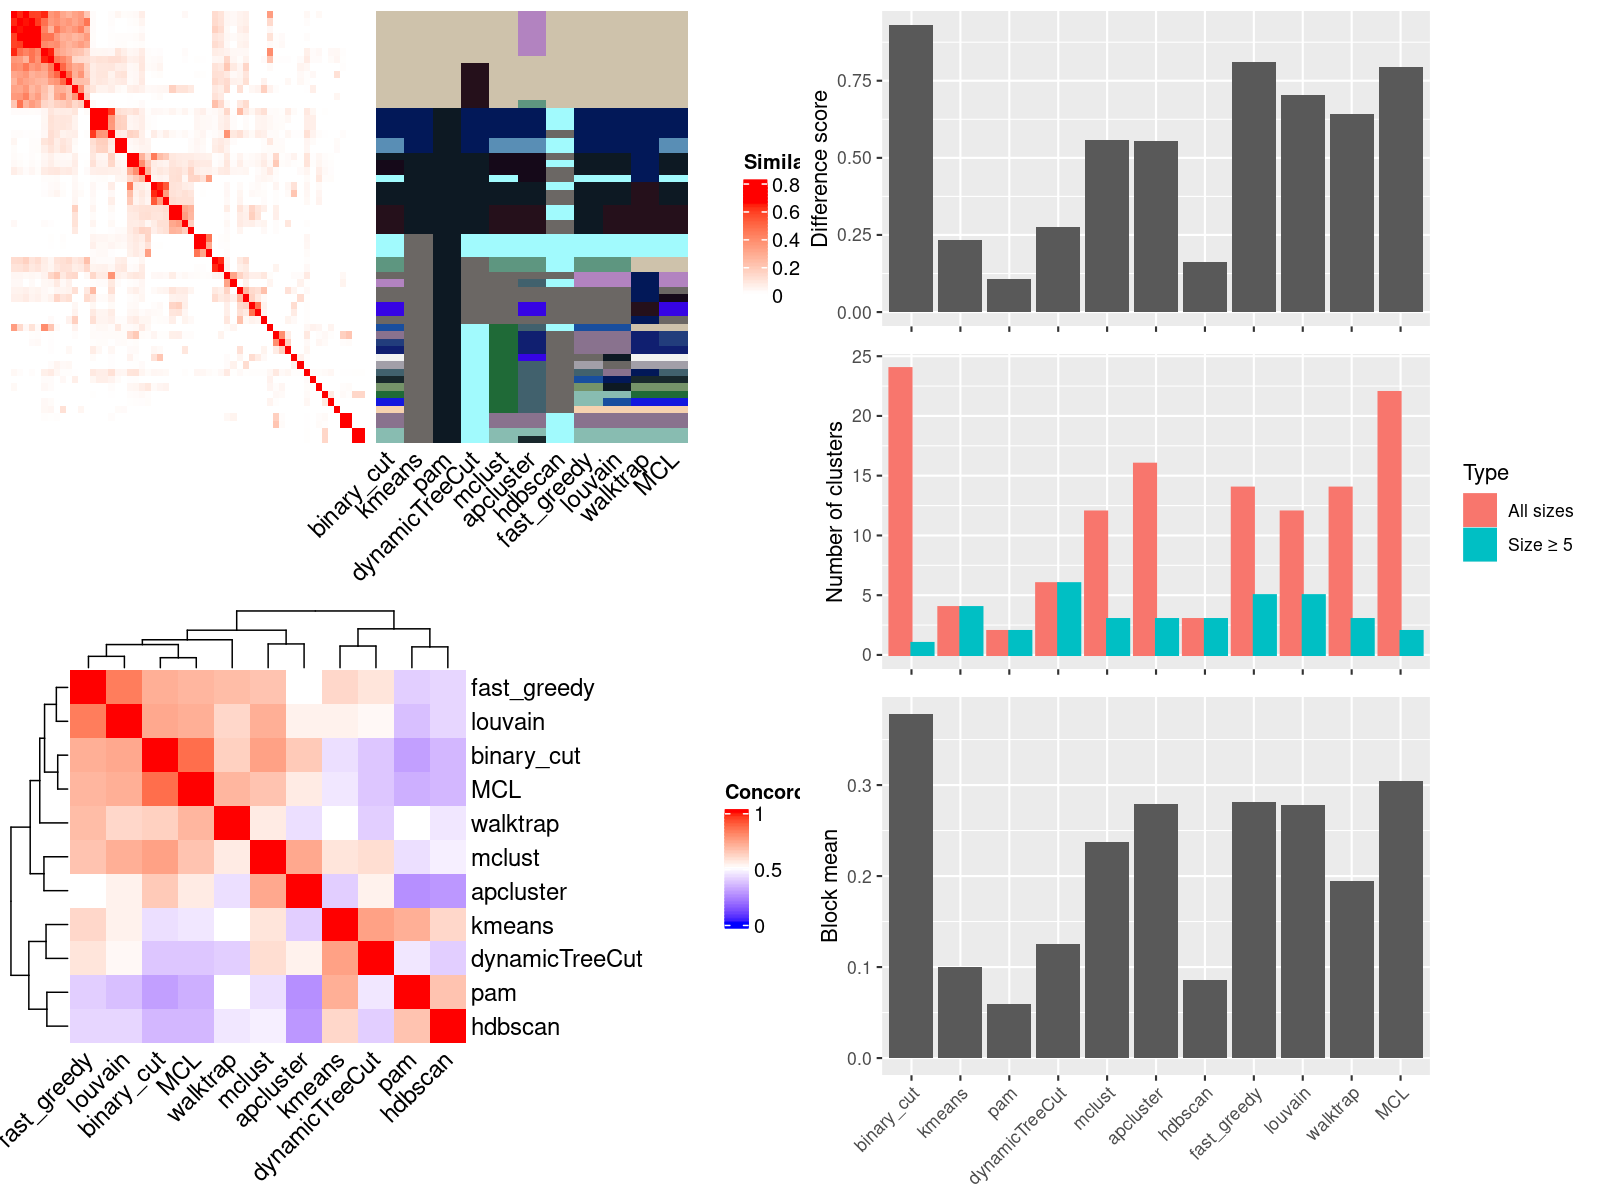 Simila
0.8
0.6
0.4
0.2
0
binary_cut
kmeans
pam
dynamicTreeCut
mclust
apcluster
hdbscan
fast_greedy
louvain
walktrap
MCL
Difference score
0.75
0.50
0.25
0.00
Number of clusters
25
20
15
10
5
0
Type
All sizes
Size ≥ 5
fast_greedy
louvain
binary_cut
MCL
walktrap
mclust
apcluster
kmeans
dynamicTreeCut
pam
hdbscan
fast_greedy
louvain
binary_cut
MCL
walktrap
mclust
apcluster
kmeans
dynamicTreeCut
pam
hdbscan
Concord
1
0.5
0
Block mean
0.3
0.2
0.1
0.0
binary_cut
kmeans
pam
dynamicTreeCut
mclust
apcluster
hdbscan
fast_greedy
louvain
walktrap
MCL